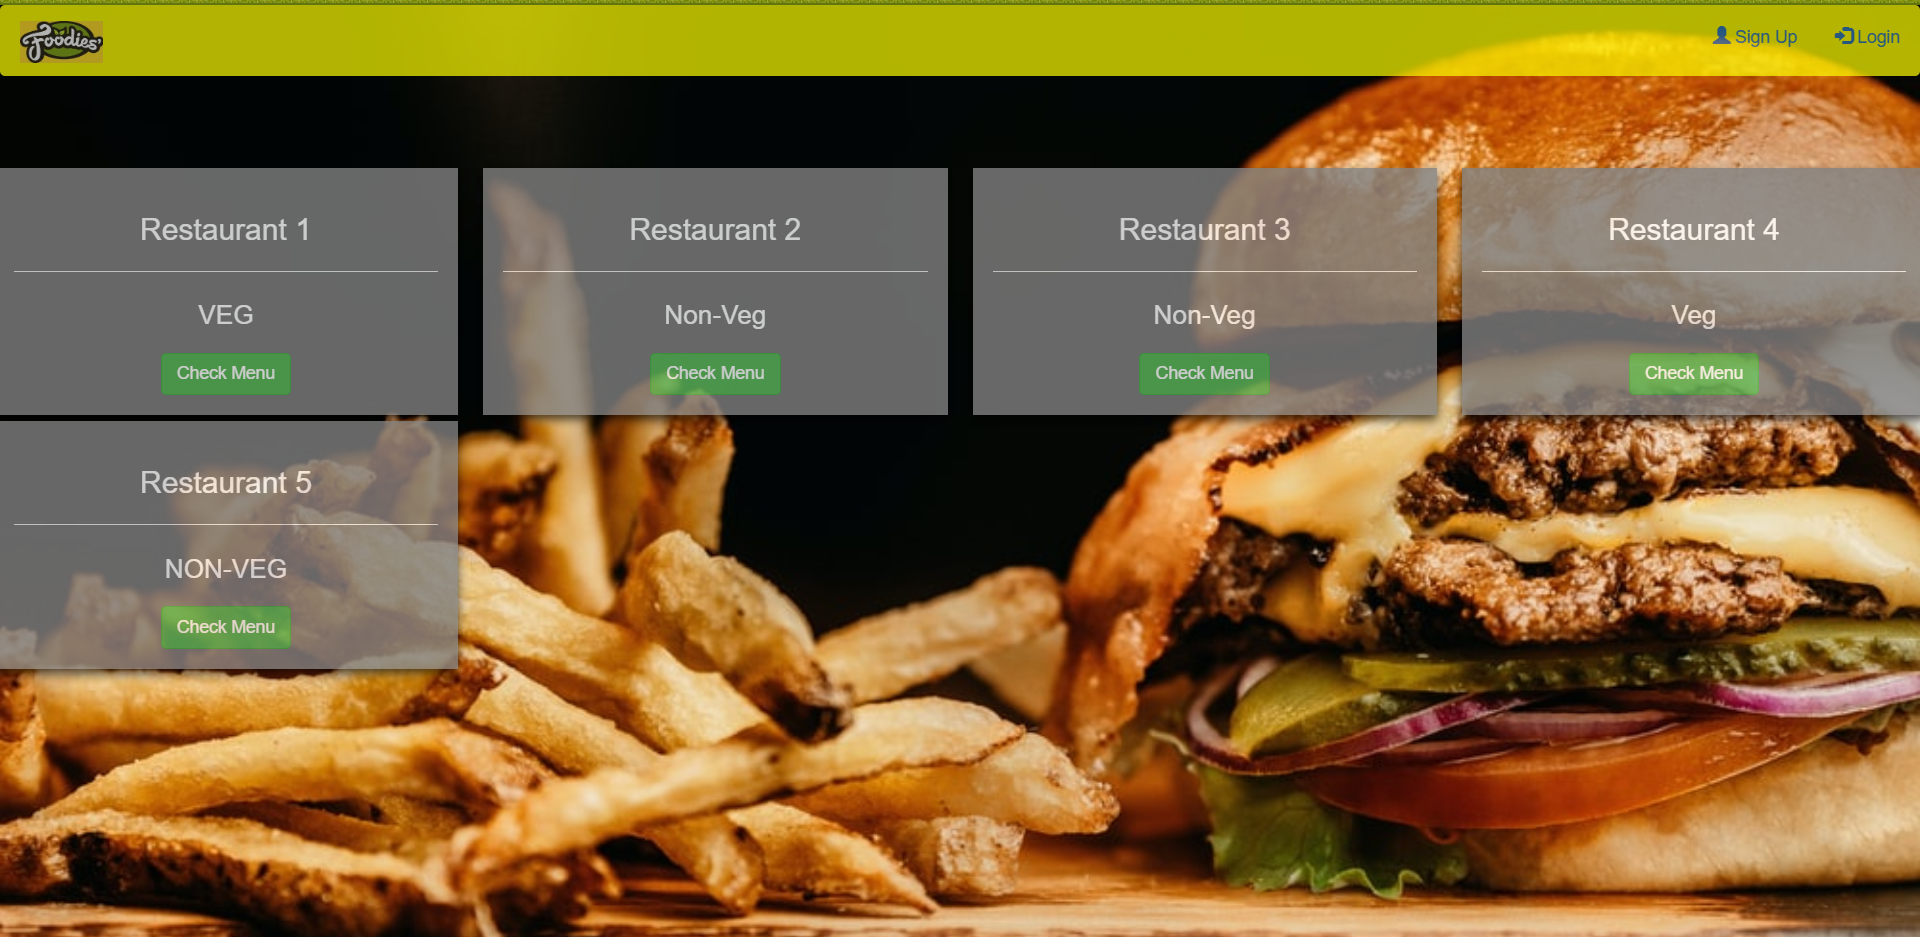 Foodies'
Sign Up
Login
Restaurant 1
VEG
Check Menu
Restaurant 2
Non-Veg
Check Menu
Restaurant 3
Non-Veg
Check Menu
Restaurant 4
Veg
Check Menu
Restaurant 5
NON-VEG
Check Menu